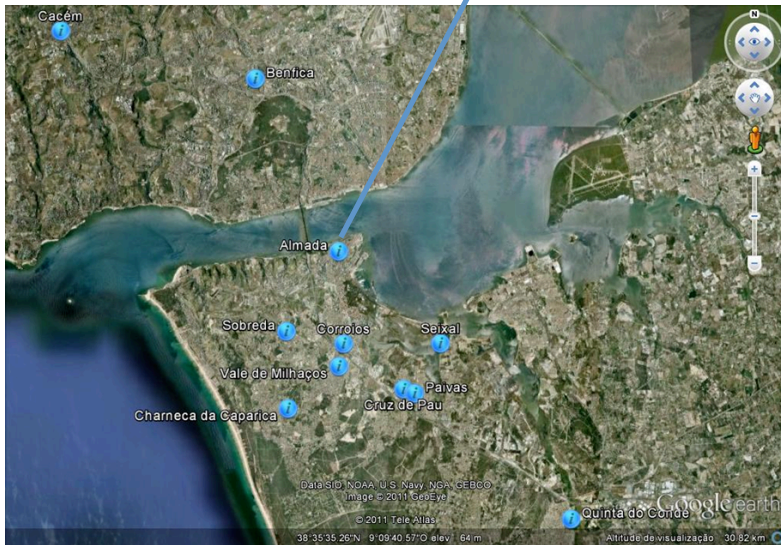 Cacém
N
Benfica
Almada
Sobreda
Corroios
Seixal
Vale de Milhaços
Paivas
Cruz de Pau
Charneca da Caparica
Data SIO, NOAA, U.S. Navy, NGA, GEBCO
Image © 2011 GeoEye
© 2011 Tele Atlas
Google earth
Quinta do Conde
38°35'35.26"N 9°09'40.57"O elev 64 m
Altitude de visualização 30.82 km